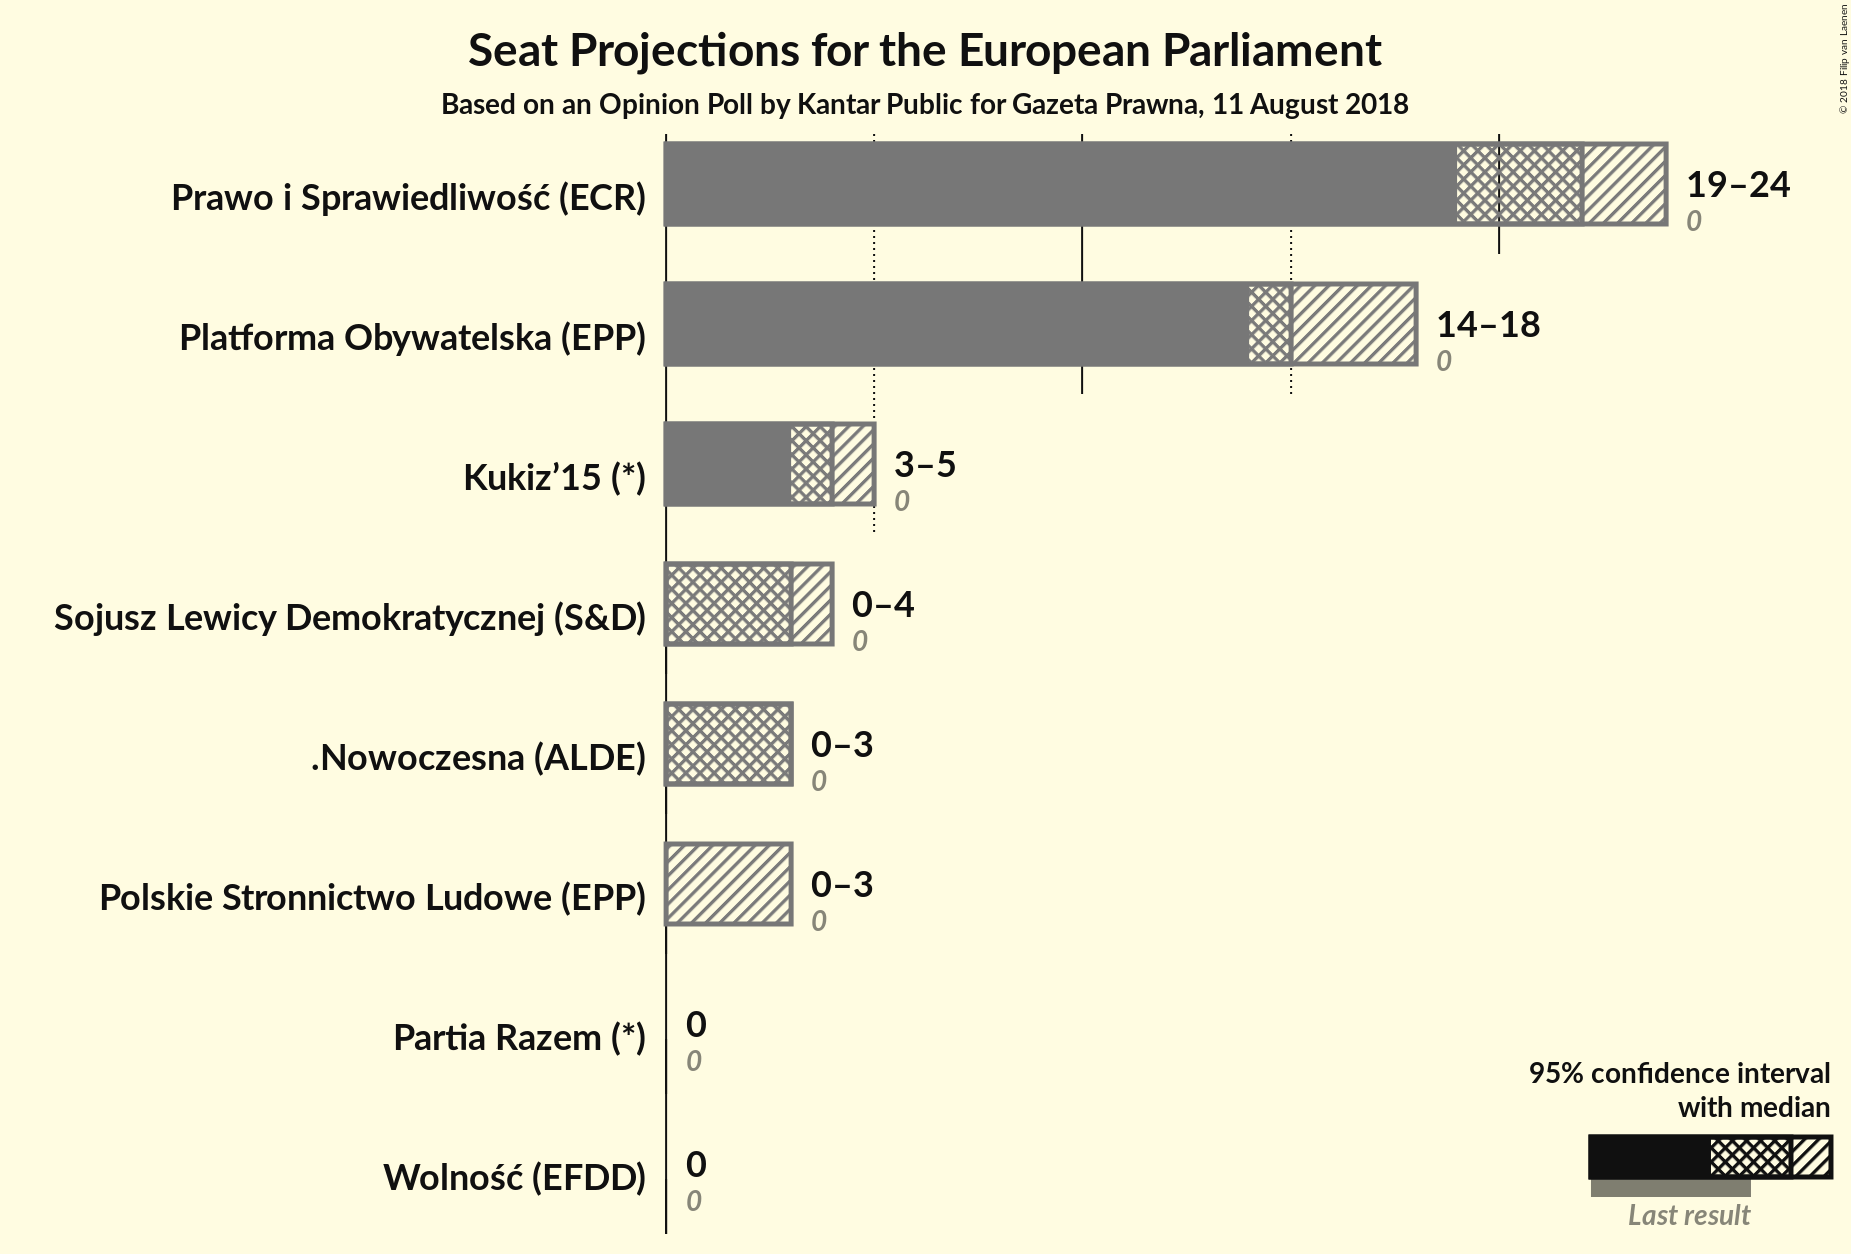 Seat Projections for the European Parliament
Based on an Opinion Poll by Kantar Public for Gazeta Prawna, 11 August 2018
© 2018 Filip van Laenen
Prawo i Sprawiedliwość (ECR)
19–24
0
Platforma Obywatelska (EPP)
14–18
0
Kukiz’15 (*)
3–5
0
Sojusz Lewicy Demokratycznej (S&D)
0–4
0
.Nowoczesna (ALDE)
0–3
0
Polskie Stronnictwo Ludowe (EPP)
0–3
0
Partia Razem (*)
0
0
Wolność (EFDD)
0
0
95% confidence interval
with median
Last result